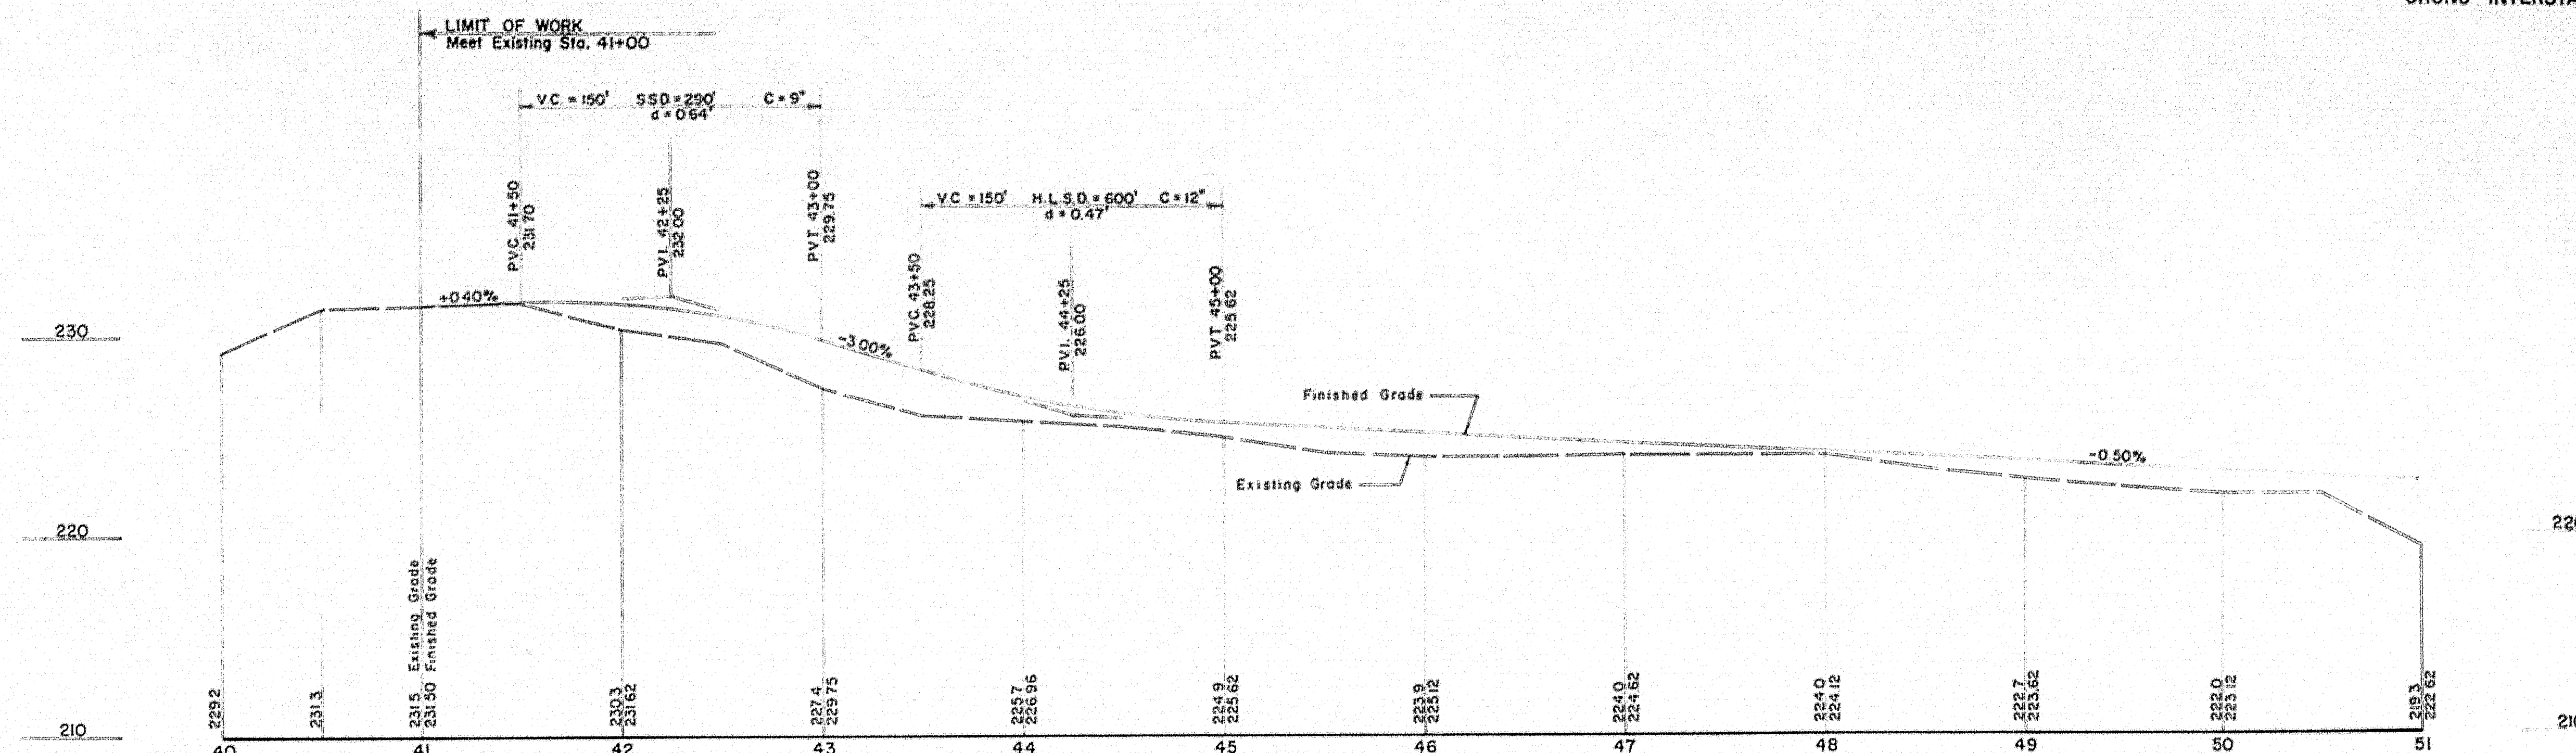 LIMIT OF WORK
Meet Existing Sta. 41+00
V.C. = 150' S.S.D. = 290' C = 9"
d = 0.64'
PVC 41+50
231.70
PVI. 42+25
232.00
PVT 43+00
229.75
V.C. = 150' H.L.S.D. = 600' C = 12"
d = 0.47'
PVC 43+50
228.25
PVI. 44+25
226.00
PVT 45+00
225.62
+0.40%
-3.00%
-0.50%
Finished Grade
Existing Grade
230
220
210
Existing Grade
Finished Grade
229.2
231.3
231.5
231.50
230.3
231.62
227.4
229.75
225.7
226.96
224.9
225.62
223.9
225.12
224.0
224.62
224.0
224.12
222.7
223.62
222.0
223.12
219.3
222.62
40 41 42 43 44 45 46 47 48 49 50 51